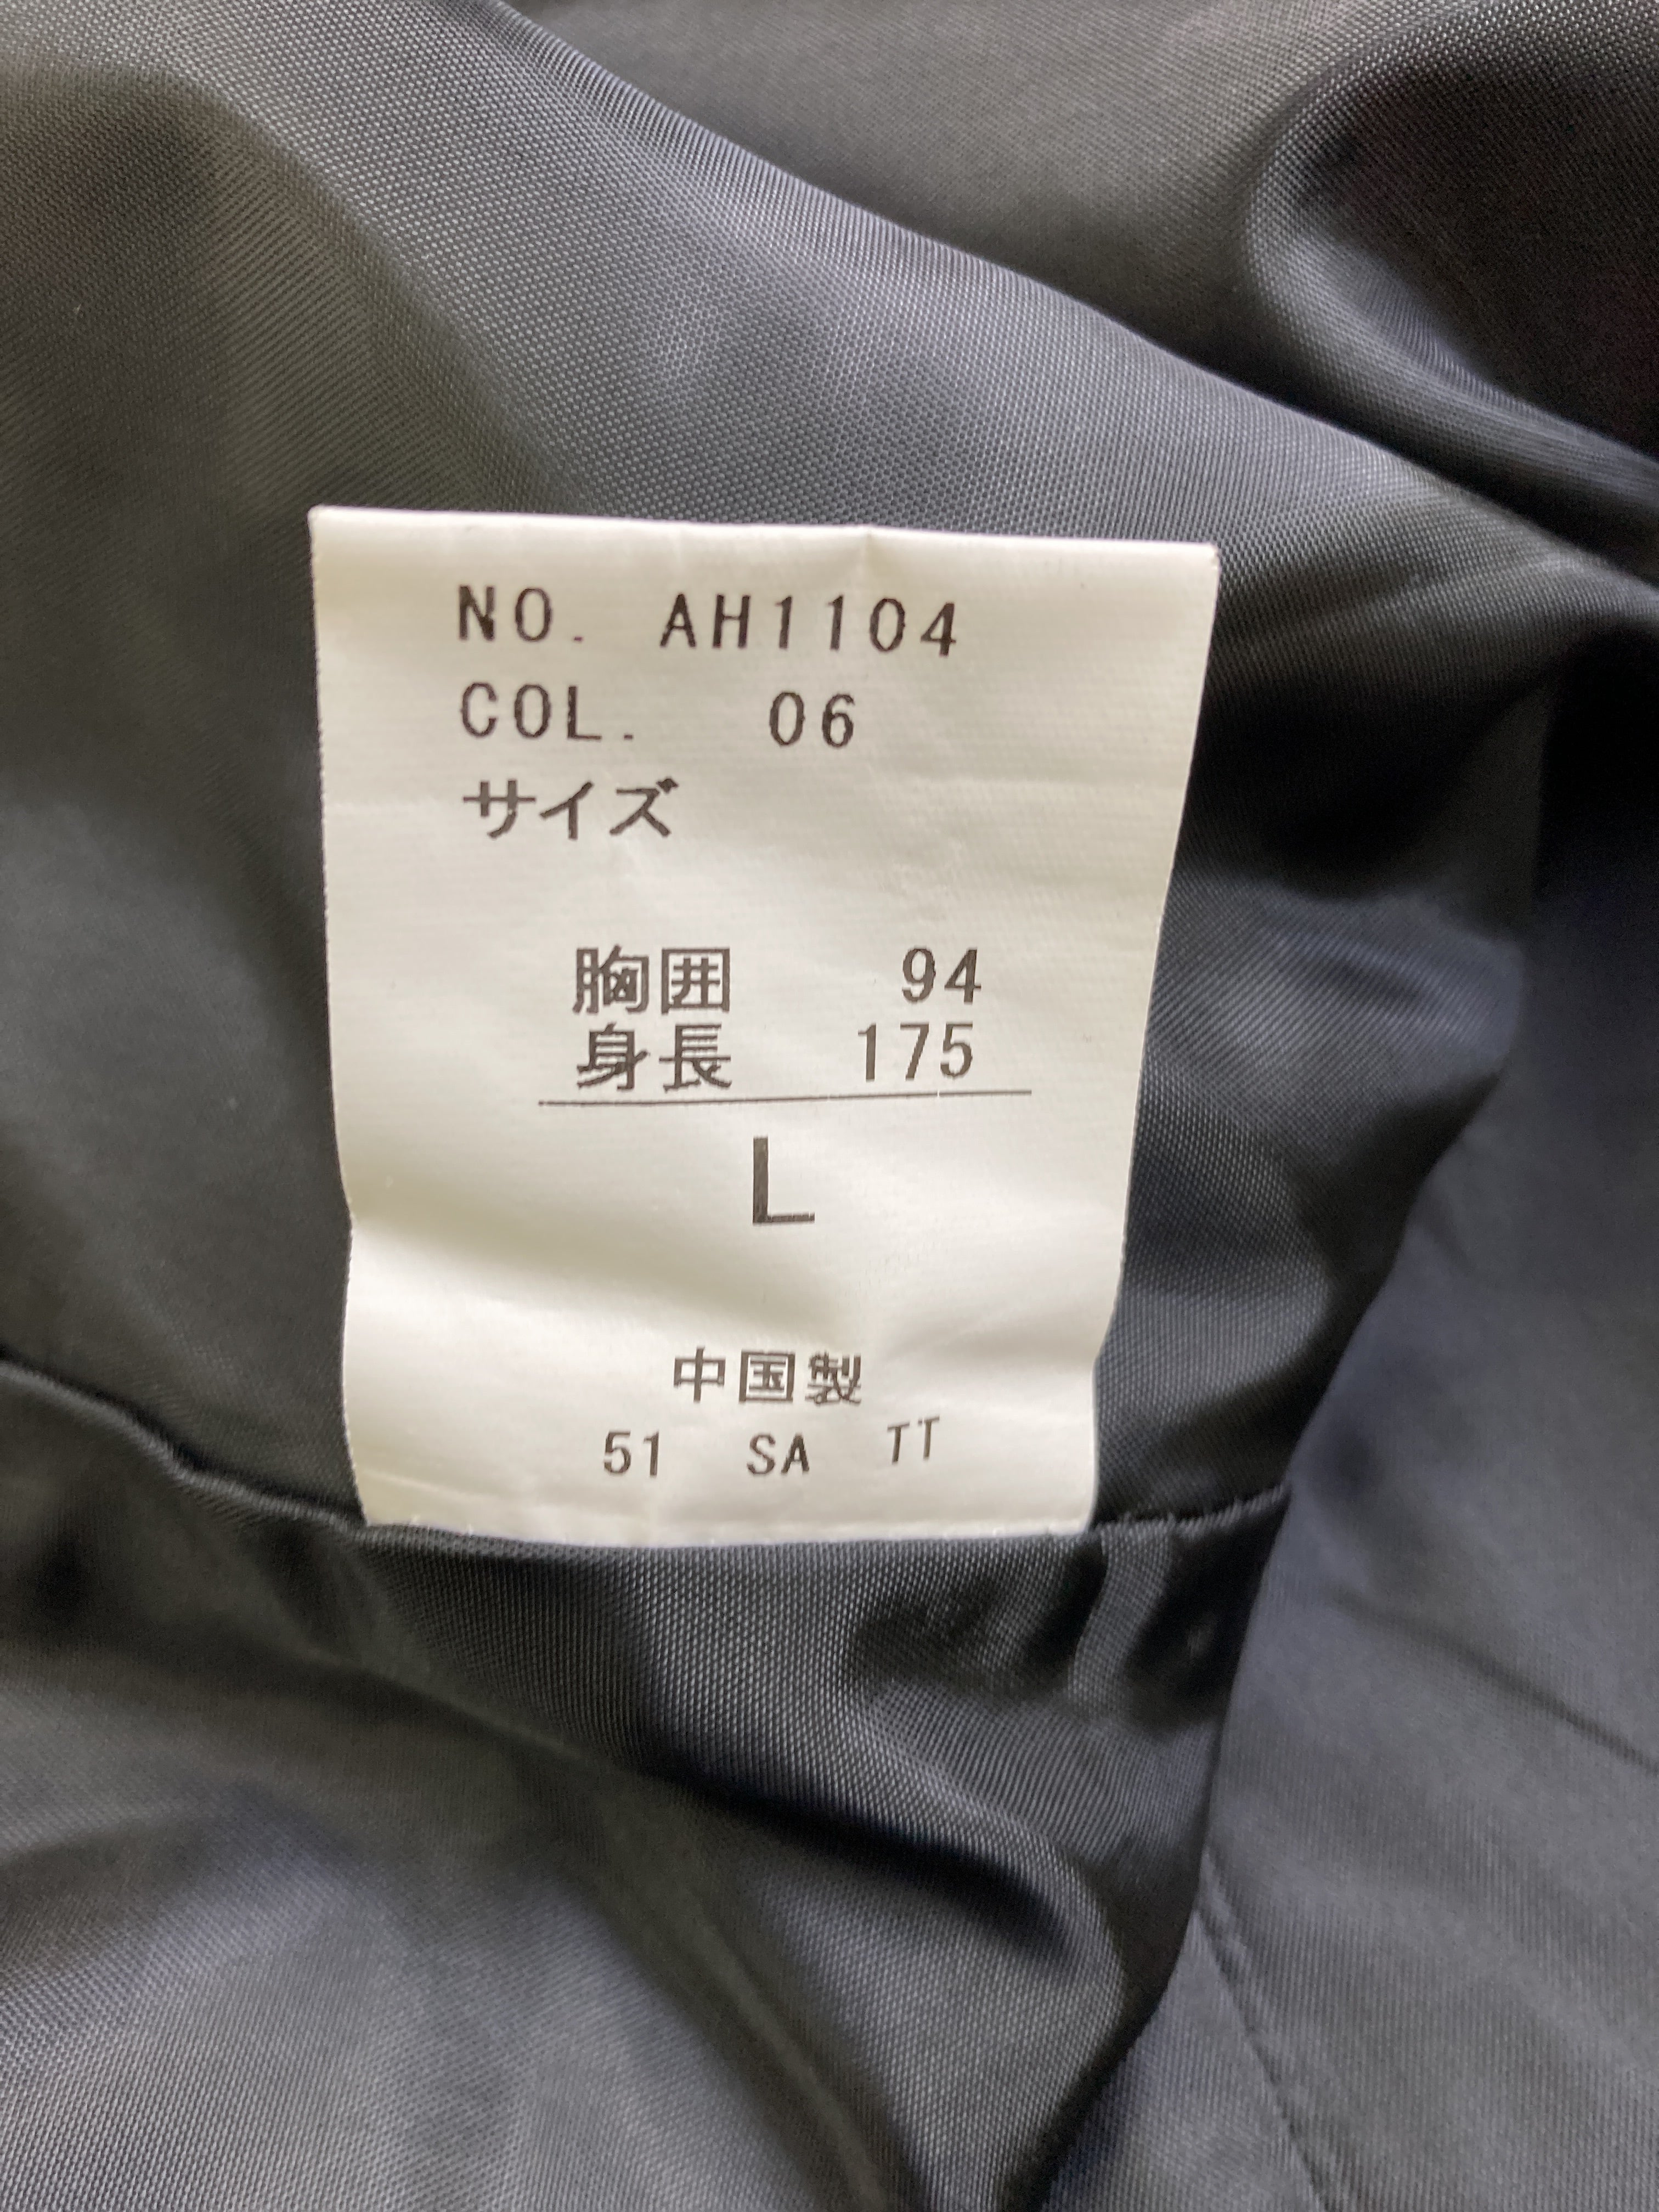 NO. AH1104
COL. 06
サイズ
胸囲 94
身長 175
L
中国製
51 SA TT